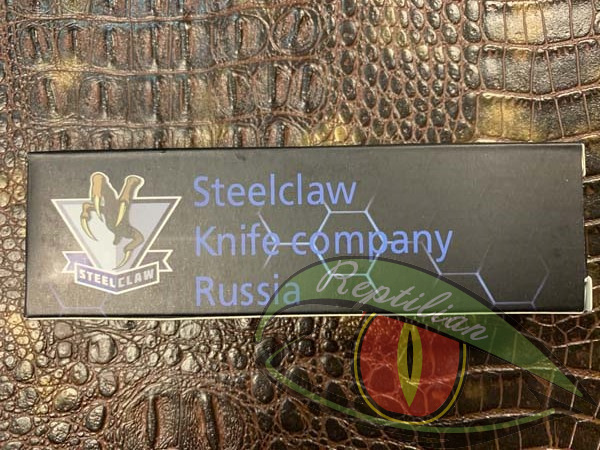 Steelclaw
Knife company
Russia
STEELCLAW
Reptilian